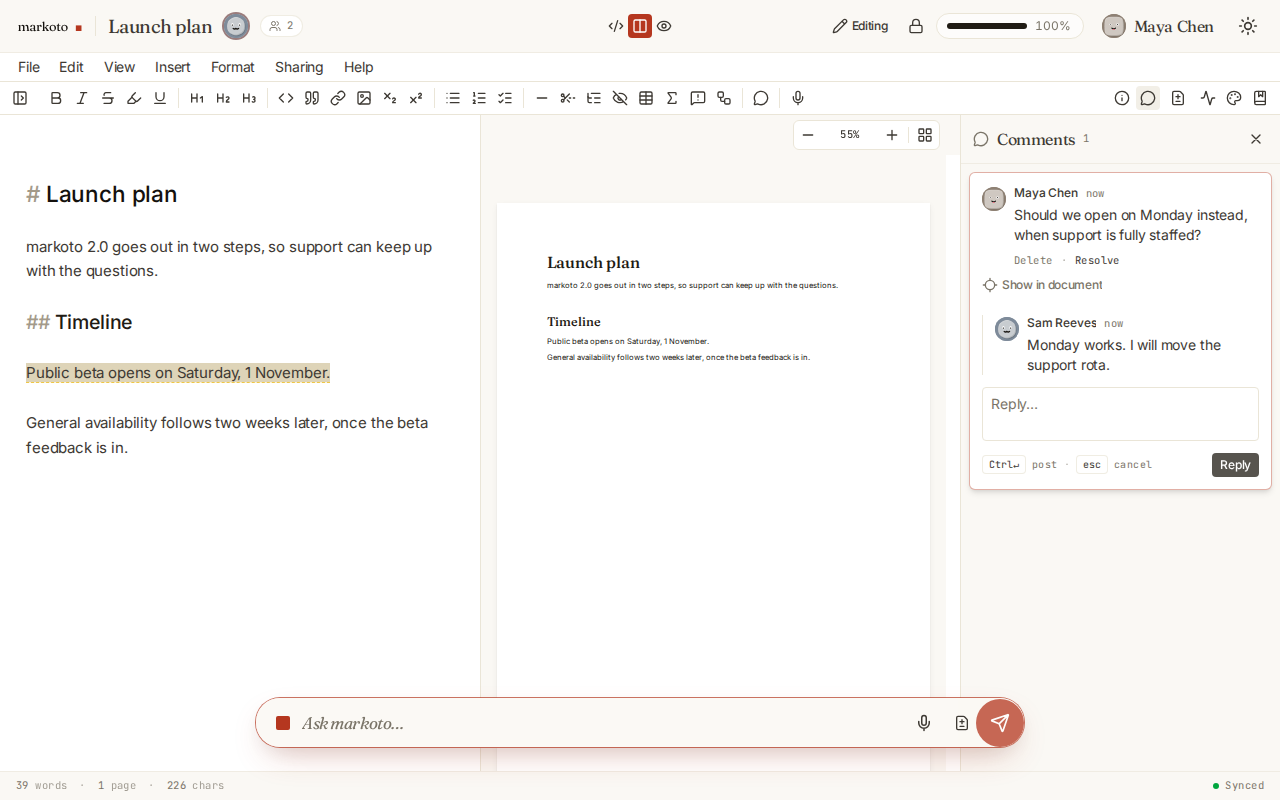 markoto
Launch plan
2
Editing
100%
Maya Chen
File Edit View Insert Format Sharing Help
H1 H2 H3
x2 x2
55%
# Launch plan
markoto 2.0 goes out in two steps, so support can keep up
with the questions.
## Timeline
Public beta opens on Saturday, 1 November.
General availability follows two weeks later, once the beta
feedback is in.
Launch plan
markoto 2.0 goes out in two steps, so support can keep up with the questions.
Timeline
Public beta opens on Saturday, 1 November.
General availability follows two weeks later, once the beta feedback is in.
Comments 1
Maya Chen now
Should we open on Monday instead,
when support is fully staffed?
Delete · Resolve
Show in document
Sam Reeves now
Monday works. I will move the
support rota.
Reply...
Ctrl↵ post · esc cancel
Reply
Ask markoto...
39 words · 1 page · 226 chars
Synced